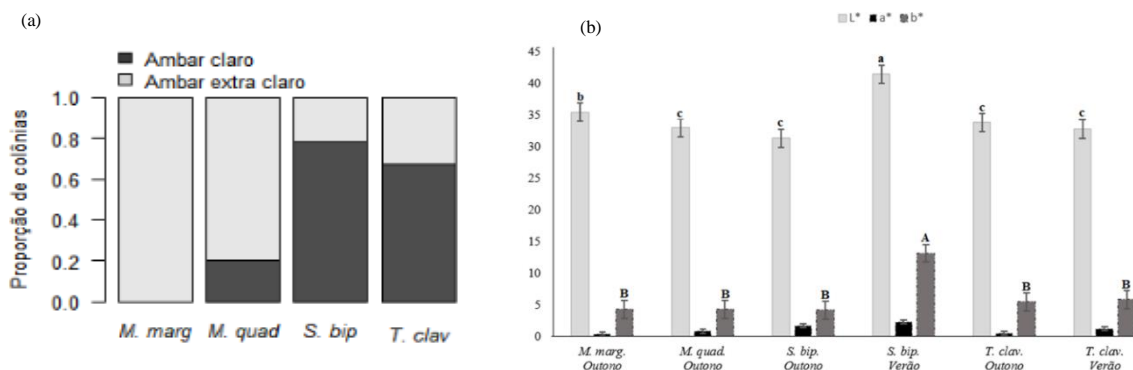 (a)
Ambar claro
Ambar extra claro
Proporção de colônias
1.0
0.8
0.6
0.4
0.2
0.0
M. marg M. quad S. bip T. clav
(b)
L* a* b*
45
40
35
30
25
20
15
10
5
0
b c c a c c
B B B A B B
M. marg. M. quad. S. bip. S. bip. T. clav. T. clav.
Outono Outono Outono Verão Outono Verão